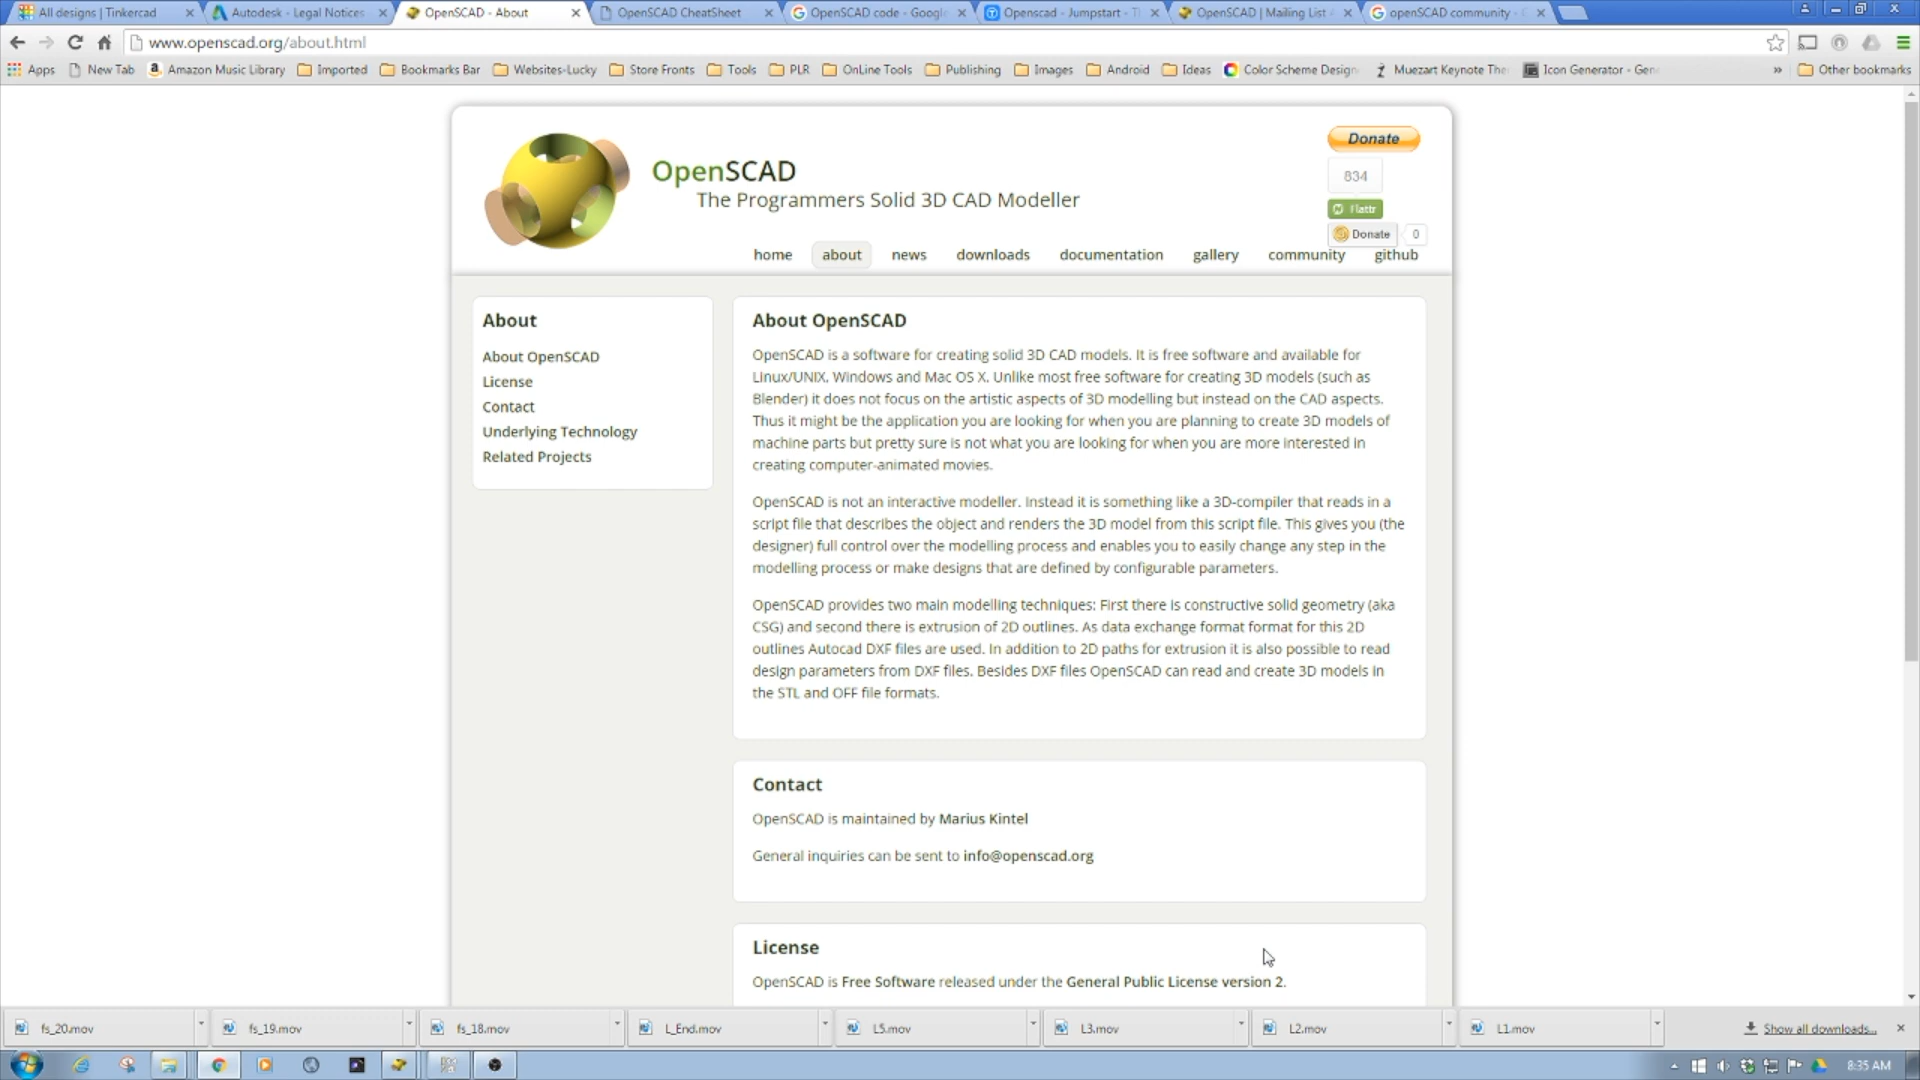 All designs | Tinkercad
Autodesk - Legal Notices
OpenSCAD - About
OpenSCAD CheatSheet
OpenSCAD code - Google
Openscad - Jumpstart - Th
OpenSCAD | Mailing List
openSCAD community -
www.openscad.org/about.html
Apps
New Tab
Amazon Music Library
Imported
Bookmarks Bar
Websites-Lucky
Store Fronts
Tools
PLR
OnLine Tools
Publishing
Images
Android
Ideas
Color Scheme Design
Muezart Keynote The
Icon Generator - Gen
Other bookmarks
Donate
834
Flattr
Donate 0
OpenSCAD
The Programmers Solid 3D CAD Modeller
home about news downloads documentation gallery community github
About
About OpenSCAD
License
Contact
Underlying Technology
Related Projects
About OpenSCAD
OpenSCAD is a software for creating solid 3D CAD models. It is free software and available for
Linux/UNIX, Windows and Mac OS X. Unlike most free software for creating 3D models (such as
Blender) it does not focus on the artistic aspects of 3D modelling but instead on the CAD aspects.
Thus it might be the application you are looking for when you are planning to create 3D models of
machine parts but pretty sure is not what you are looking for when you are more interested in
creating computer-animated movies.
OpenSCAD is not an interactive modeller. Instead it is something like a 3D-compiler that reads in a
script file that describes the object and renders the 3D model from this script file. This gives you (the
designer) full control over the modelling process and enables you to easily change any step in the
modelling process or make designs that are defined by configurable parameters.
OpenSCAD provides two main modelling techniques: First there is constructive solid geometry (aka
CSG) and second there is extrusion of 2D outlines. As data exchange format format for this 2D
outlines Autocad DXF files are used. In addition to 2D paths for extrusion it is also possible to read
design parameters from DXF files. Besides DXF files OpenSCAD can read and create 3D models in
the STL and OFF file formats.
Contact
OpenSCAD is maintained by Marius Kintel
General inquiries can be sent to info@openscad.org
License
OpenSCAD is Free Software released under the General Public License version 2.
fs_20.mov
fs_19.mov
fs_18.mov
L_End.mov
L5.mov
L3.mov
L2.mov
L1.mov
Show all downloads...
8:35 AM